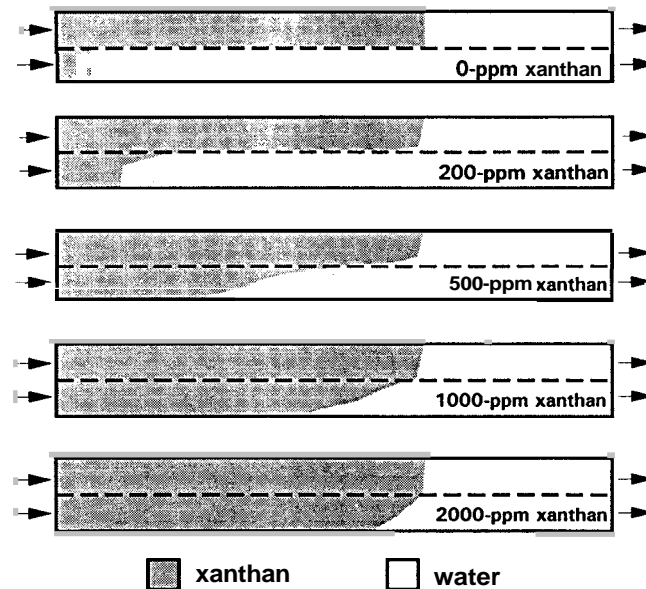 0-ppm xanthan
200-ppm xanthan
500-ppm xanthan
1000-ppm xanthan
2000-ppm xanthan
xanthan water